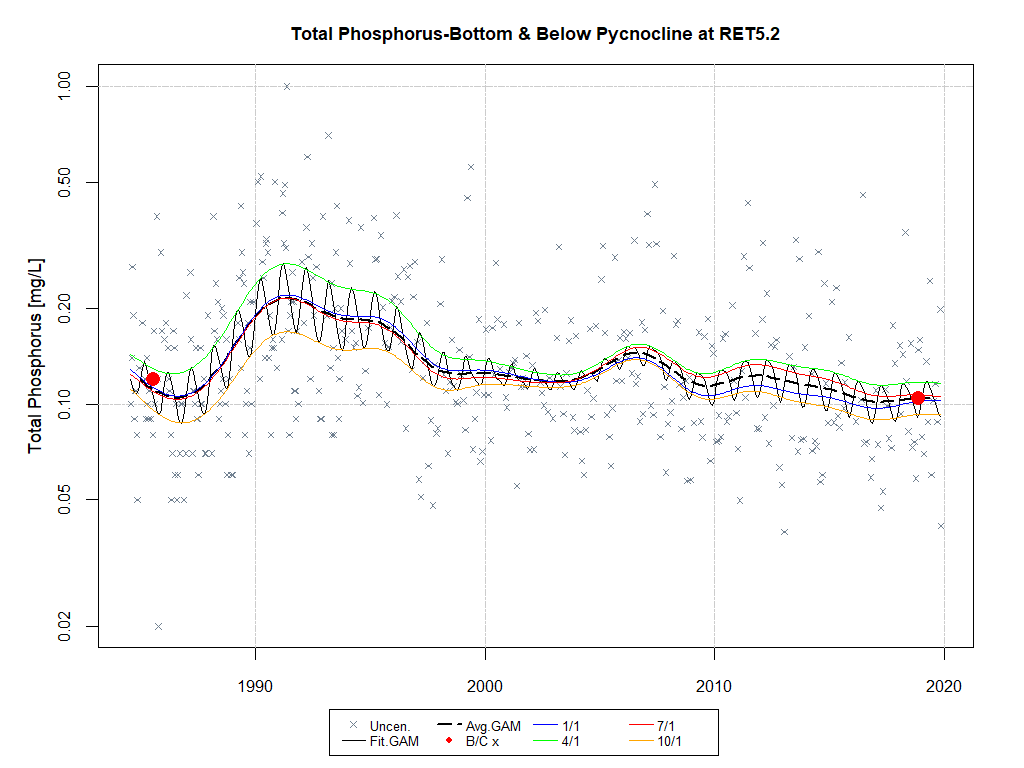 Total Phosphorus-Bottom & Below Pycnocline at RET5.2
Total Phosphorus [mg/L]
1.00
0.50
0.20
0.10
0.05
0.02
1990 2000 2010 2020
Uncen. Avg.GAM 1/1 7/1
Fit.GAM B/C x 4/1 10/1